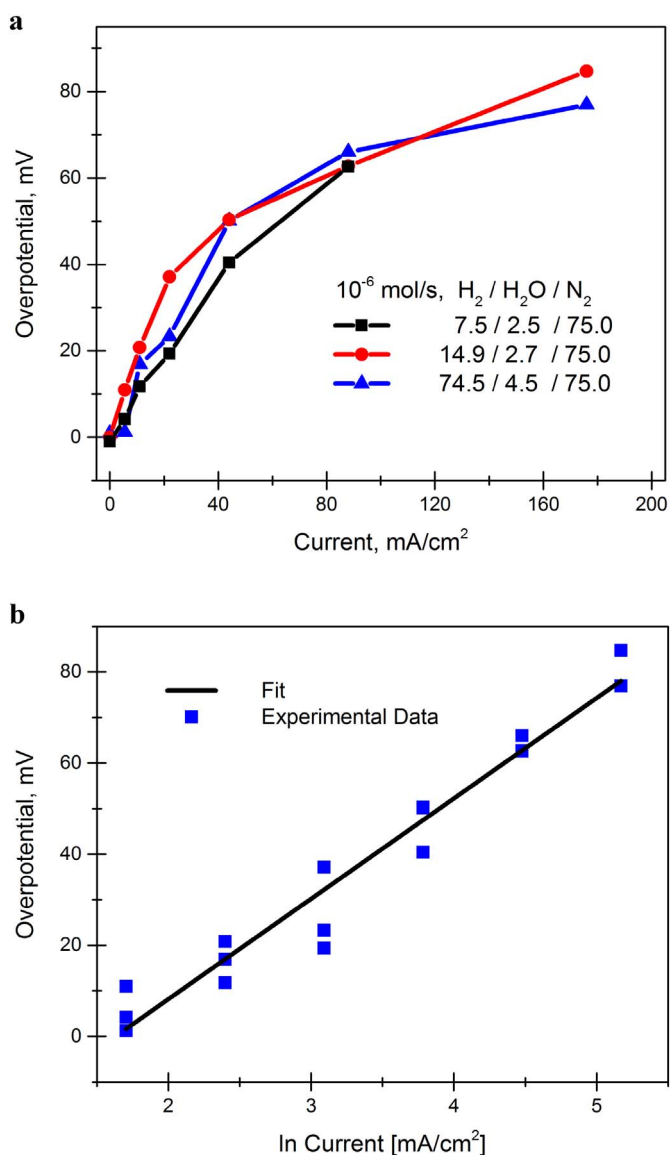 a
80
60
40
20
0
Overpotential, mV
10⁻⁶ mol/s, H₂ / H₂O / N₂
7.5 / 2.5 / 75.0
14.9 / 2.7 / 75.0
74.5 / 4.5 / 75.0
0 40 80 120 160 200
Current, mA/cm²
b
80
60
40
20
0
Overpotential, mV
Fit
Experimental Data
2 3 4 5
ln Current [mA/cm²]